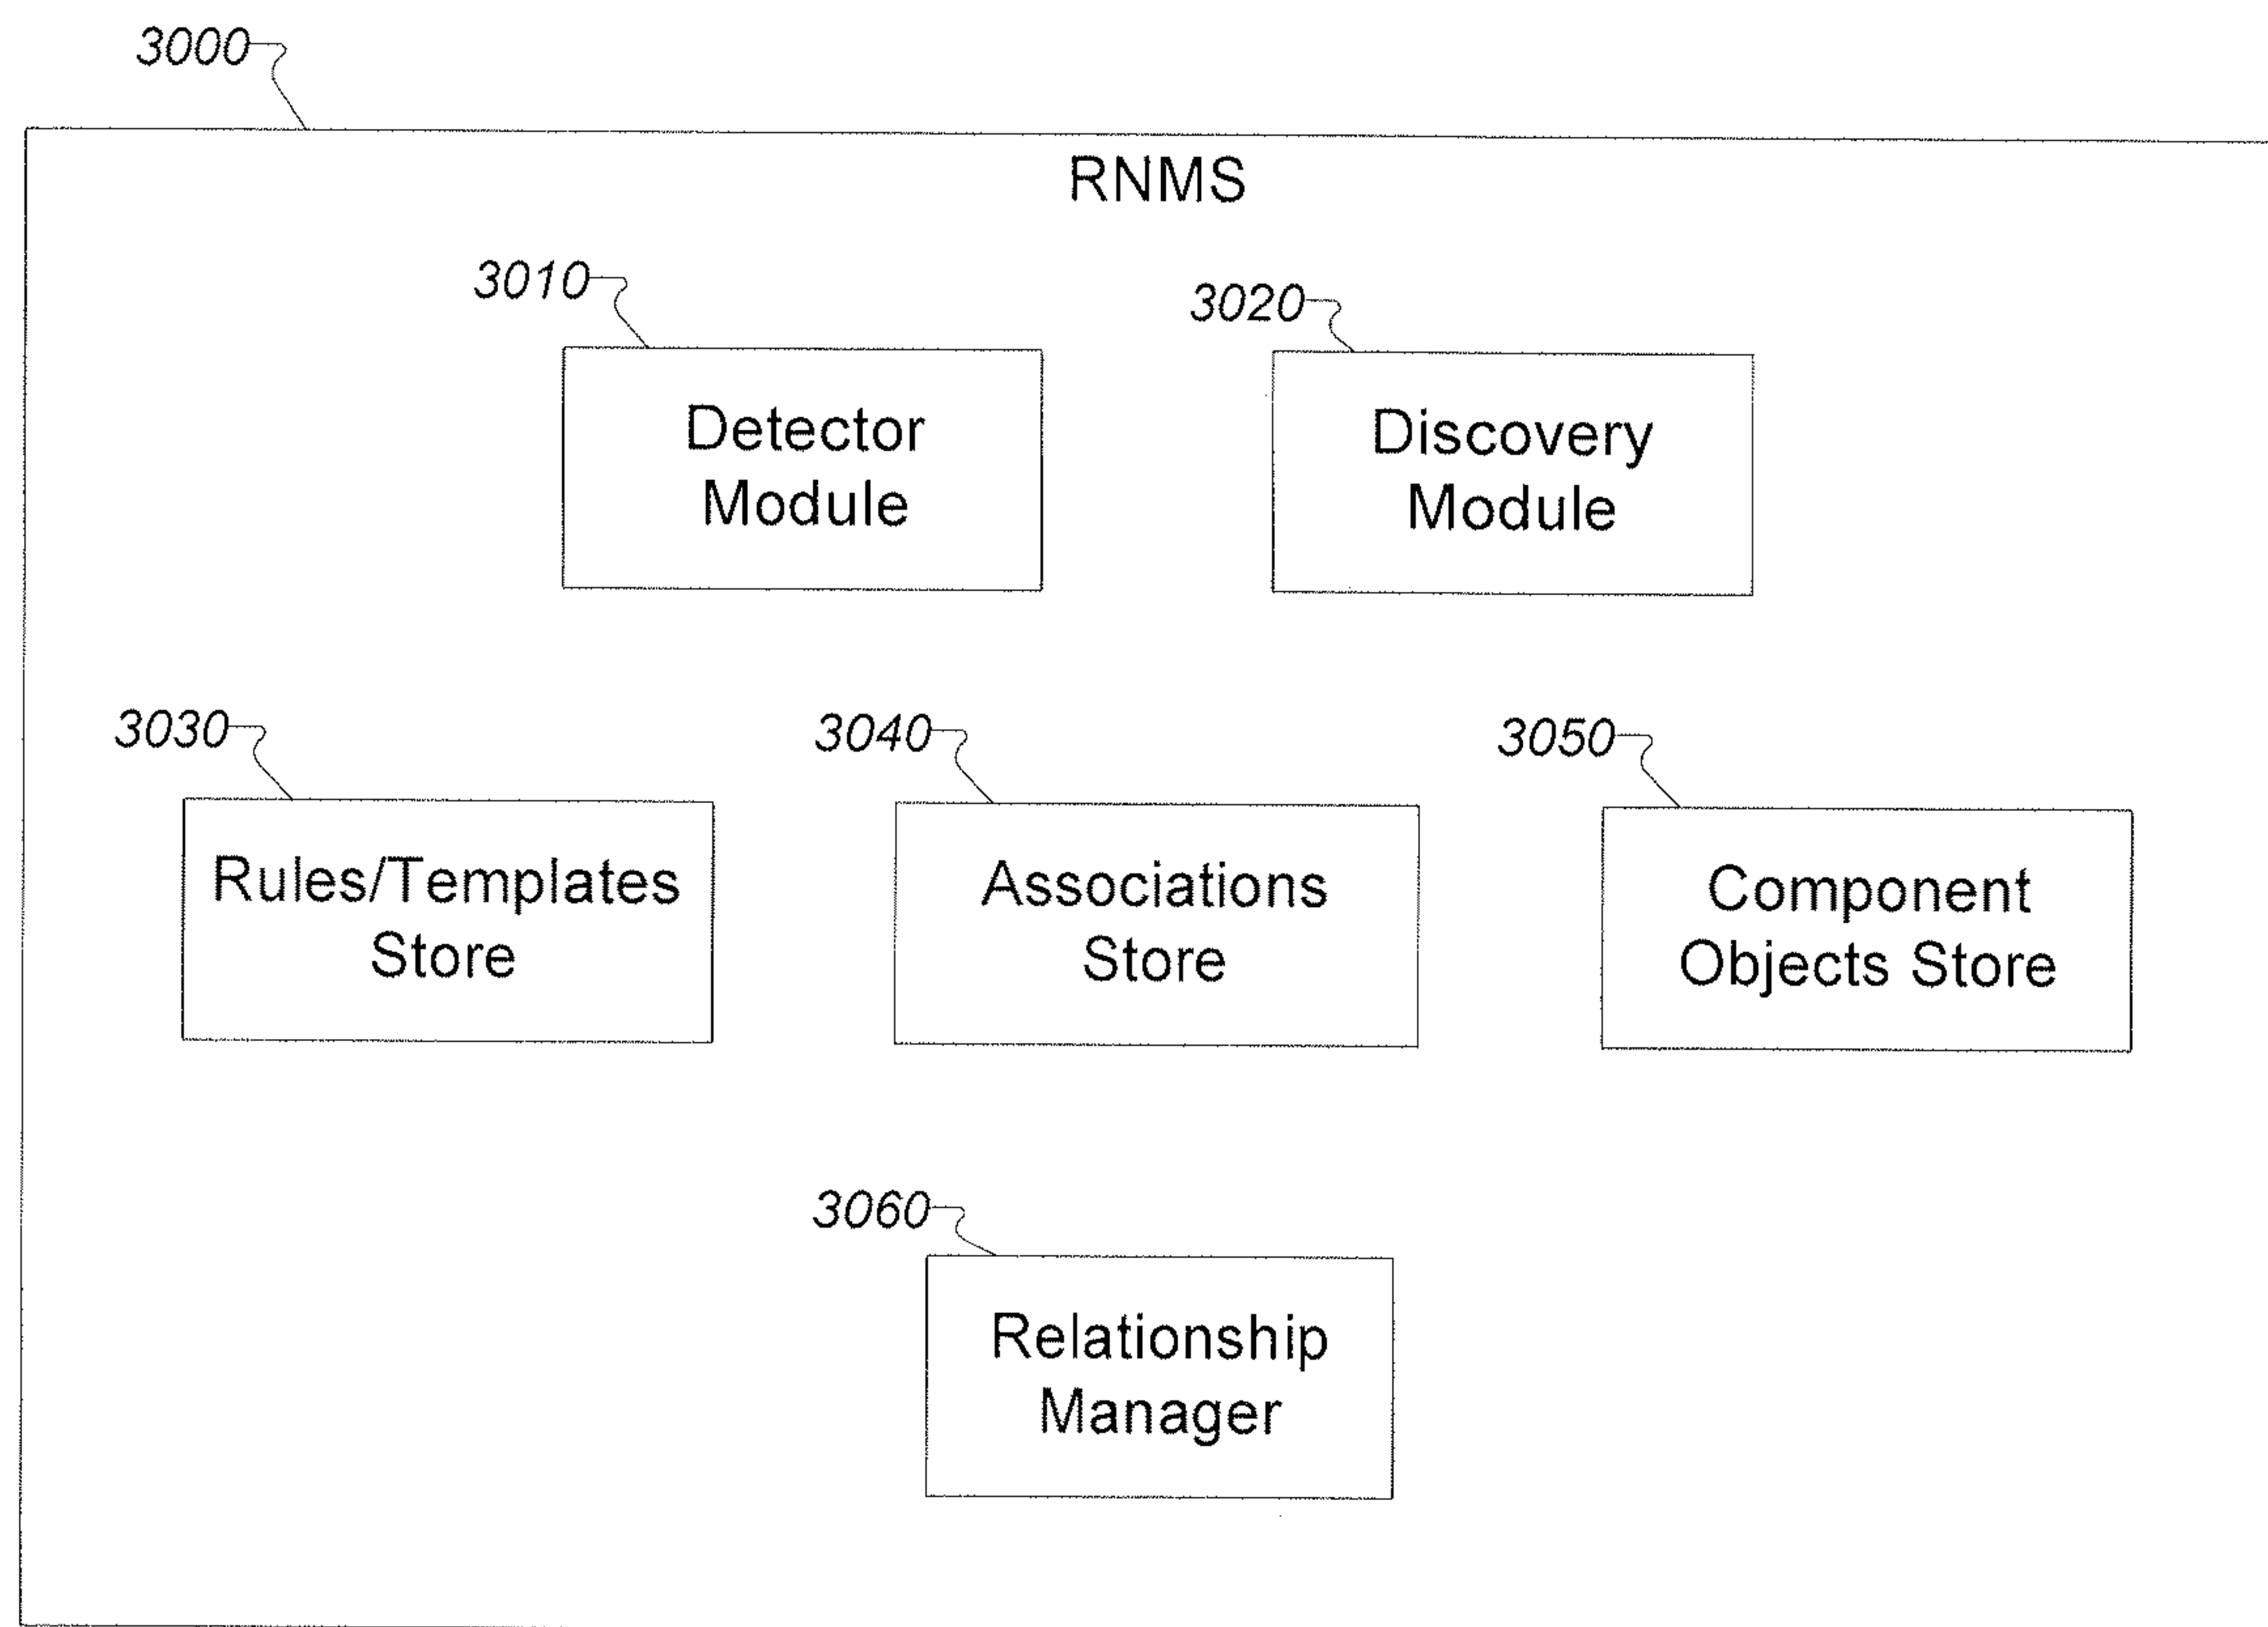 3000
RNMS
3010
3020
Detector
Module
Discovery
Module
3030
3040
3050
Rules/Templates
Store
Associations
Store
Component
Objects Store
3060
Relationship
Manager